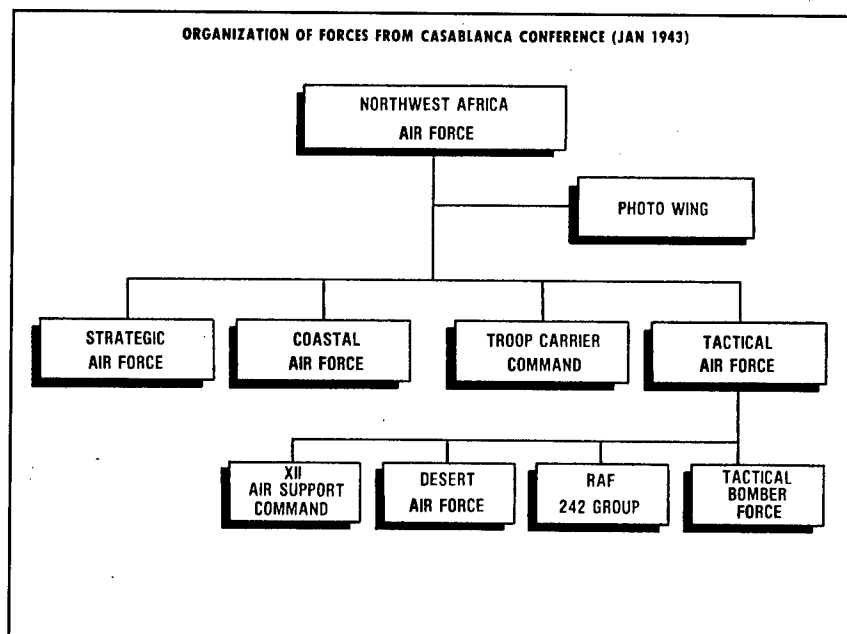 ORGANIZATION OF FORCES FROM CASABLANCA CONFERENCE (JAN 1943)
NORTHWEST AFRICA
AIR FORCE
PHOTO WING
STRATEGIC
AIR FORCE
COASTAL
AIR FORCE
TROOP CARRIER
COMMAND
TACTICAL
AIR FORCE
XII
AIR SUPPORT
COMMAND
DESERT
AIR FORCE
RAF
242 GROUP
TACTICAL
BOMBER
FORCE